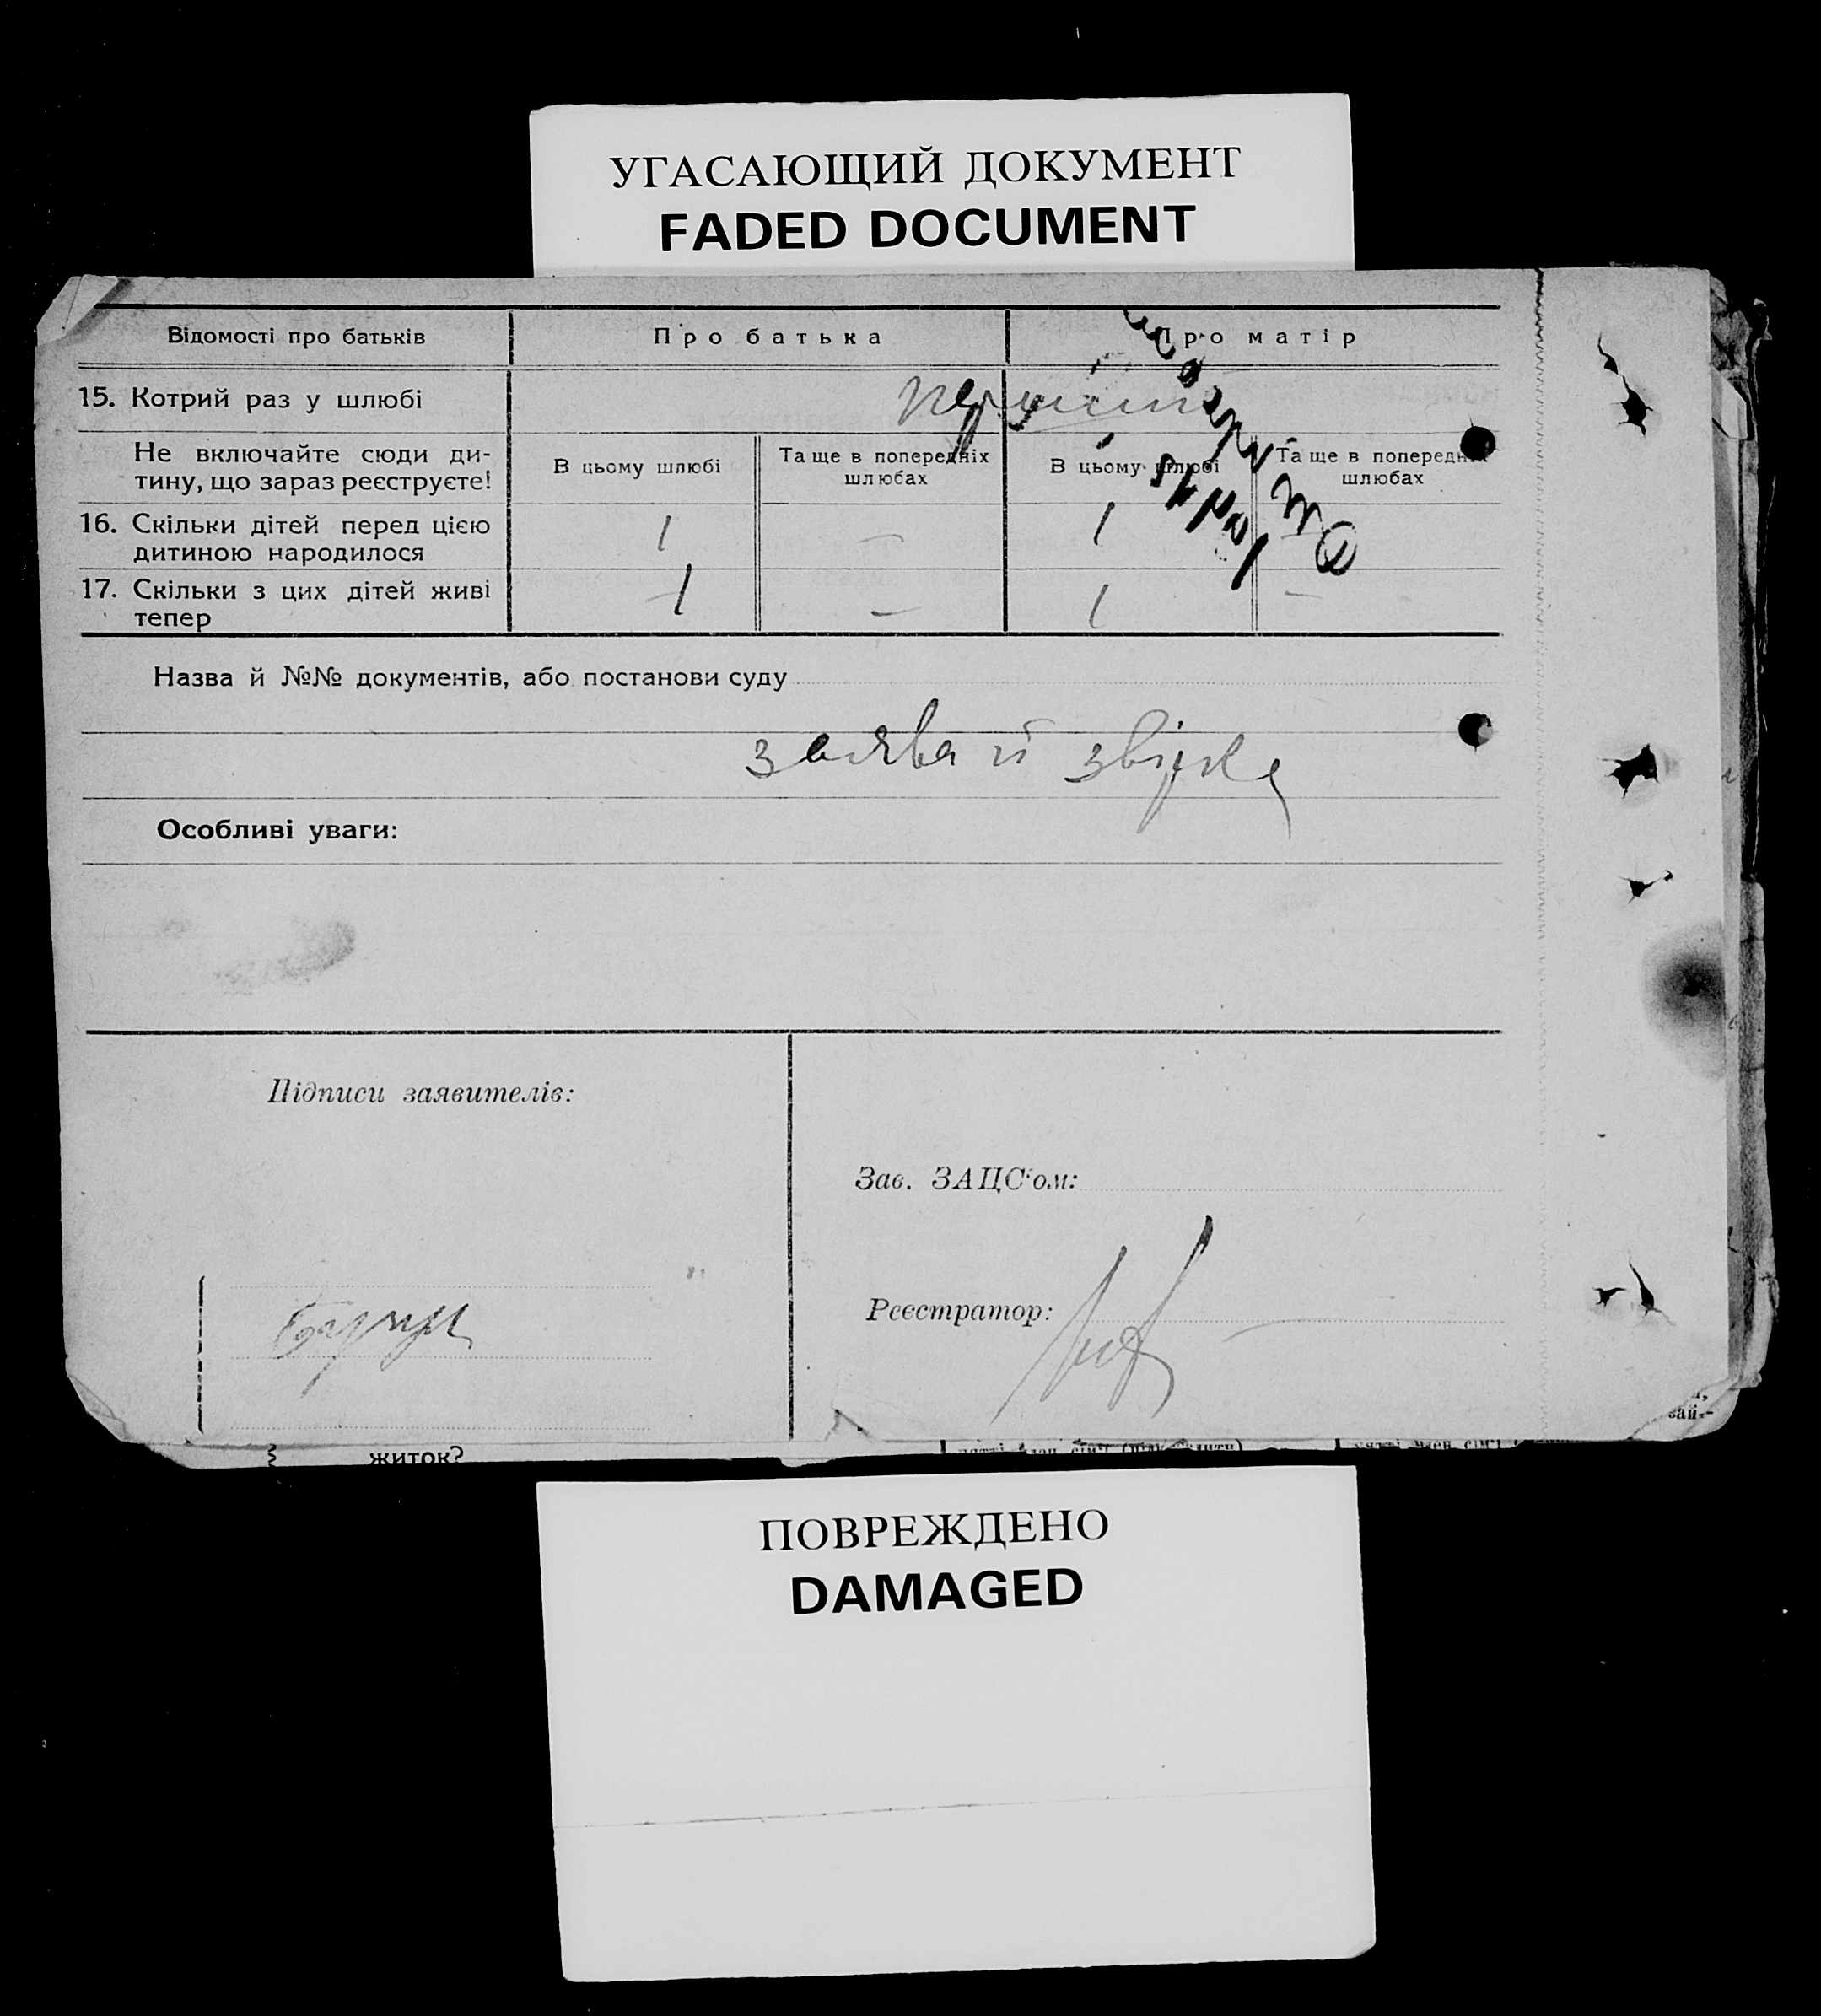 УГАСАЮЩИЙ ДОКУМЕНТ
FADED DOCUMENT
Відомості про батьків
Про батька
Про матір
15. Котрий раз у шлюбі
Не включайте сюди ди-
тину, що зараз реєструєте!
В цьому шлюбі
Та ще в попередніх
шлюбах
В цьому шлюбі
Та ще в попередніх
шлюбах
16. Скільки дітей перед цією
дитиною народилося
1 — 1
17. Скільки з цих дітей живі
тепер
1 — 1 —
Назва й №№ документів, або постанови суду
заява й
Особливі уваги:
Підписи заявителів:
Зав. ЗАЦС'ом:
Реєстратор:
житок?
зай-
ПОВРЕЖДЕНО
DAMAGED